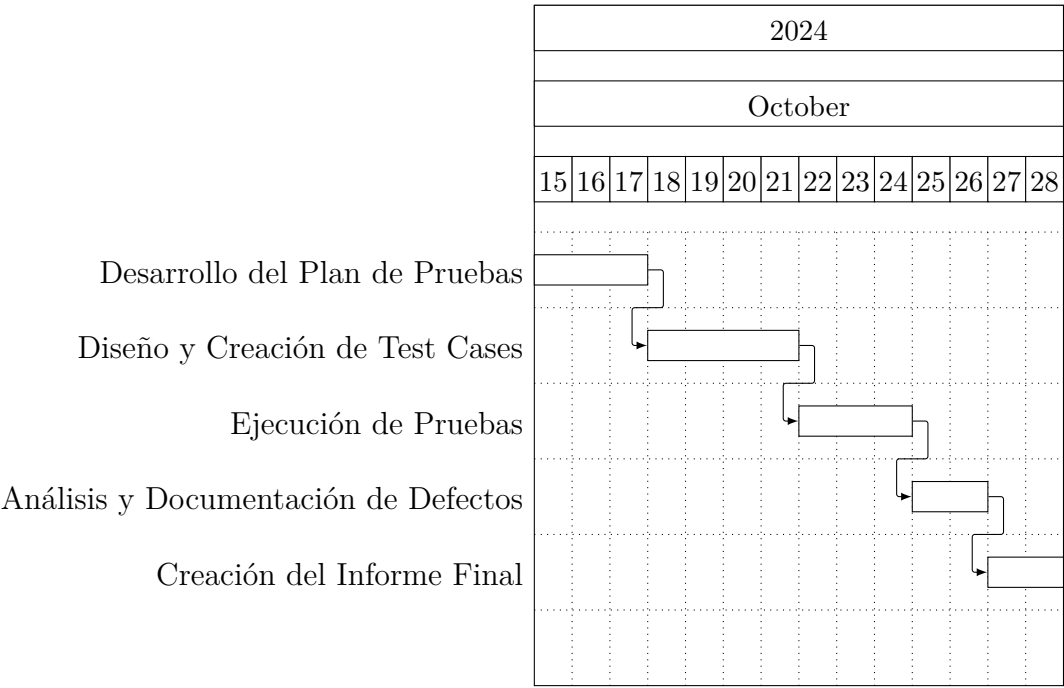 2024
October
15 16 17 18 19 20 21 22 23 24 25 26 27 28
Desarrollo del Plan de Pruebas
Diseño y Creación de Test Cases
Ejecución de Pruebas
Análisis y Documentación de Defectos
Creación del Informe Final